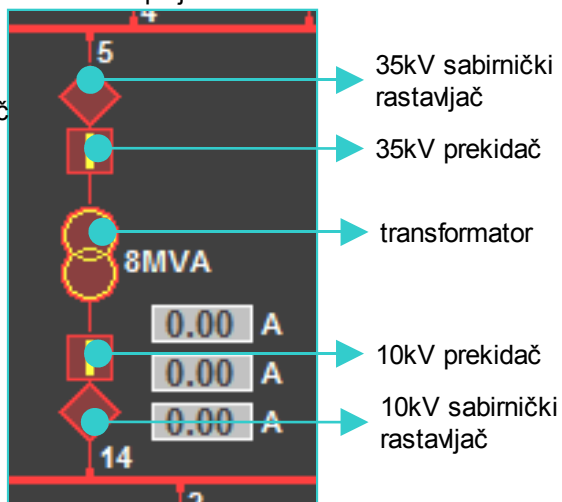 4
5
35kV sabirnički
rastavljač
č
35kV prekidač
transformator
8MVA
0.00 A
10kV prekidač
0.00 A
10kV sabirnički
0.00 A
rastavljač
14
2